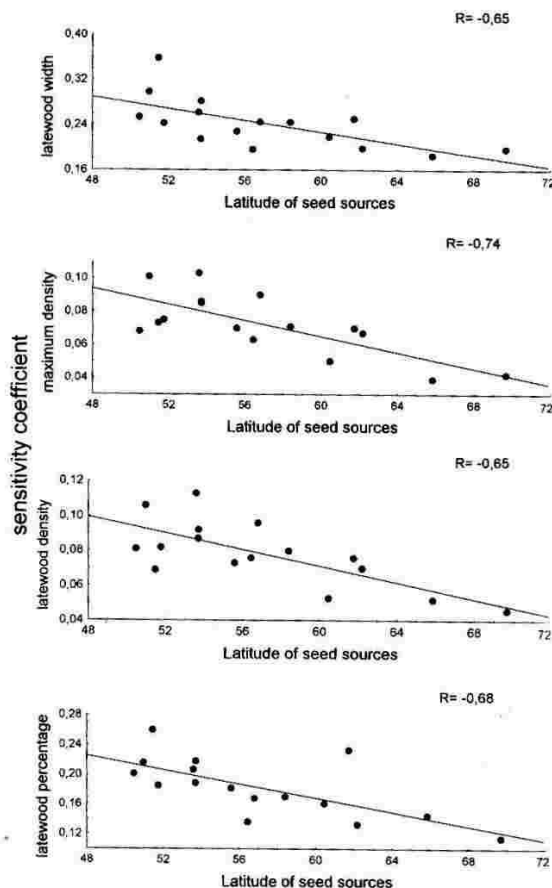 R= -0,65
0,40
0,32
0,24
0,16
latewood width
48 52 56 60 64 68 72
Latitude of seed sources
R= -0,74
0,10
0,08
0,06
0,04
maximum density
48 52 56 60 64 68 72
Latitude of seed sources
sensitivity coefficient
R= -0,65
0,12
0,10
0,08
0,06
0,04
latewood density
48 52 56 60 64 68 72
Latitude of seed sources
R= -0,68
0,28
0,24
0,20
0,16
0,12
latewood percentage
48 52 56 60 64 68 72
Latitude of seed sources